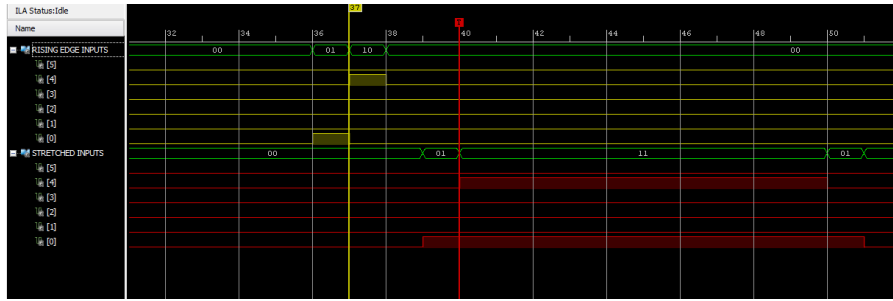 ILA Status:Idle
37
Name
32 34 36 38 40 42 44 46 48 50
T
RISING EDGE INPUTS 00 01 10 00
[5]
[4]
[3]
[2]
[1]
[0]
STRETCHED INPUTS 00 01 11 01
[5]
[4]
[3]
[2]
[1]
[0]